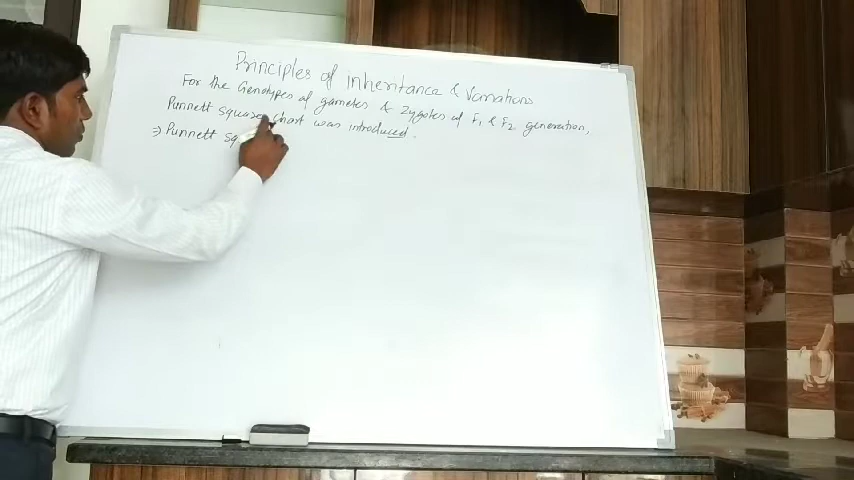 Principles of Inheritance & Variations
For the Genotypes of gametes & Zygotes of F1 & F2 generation,
Punnett square chart was introduced.
⇒ Punnett Sq